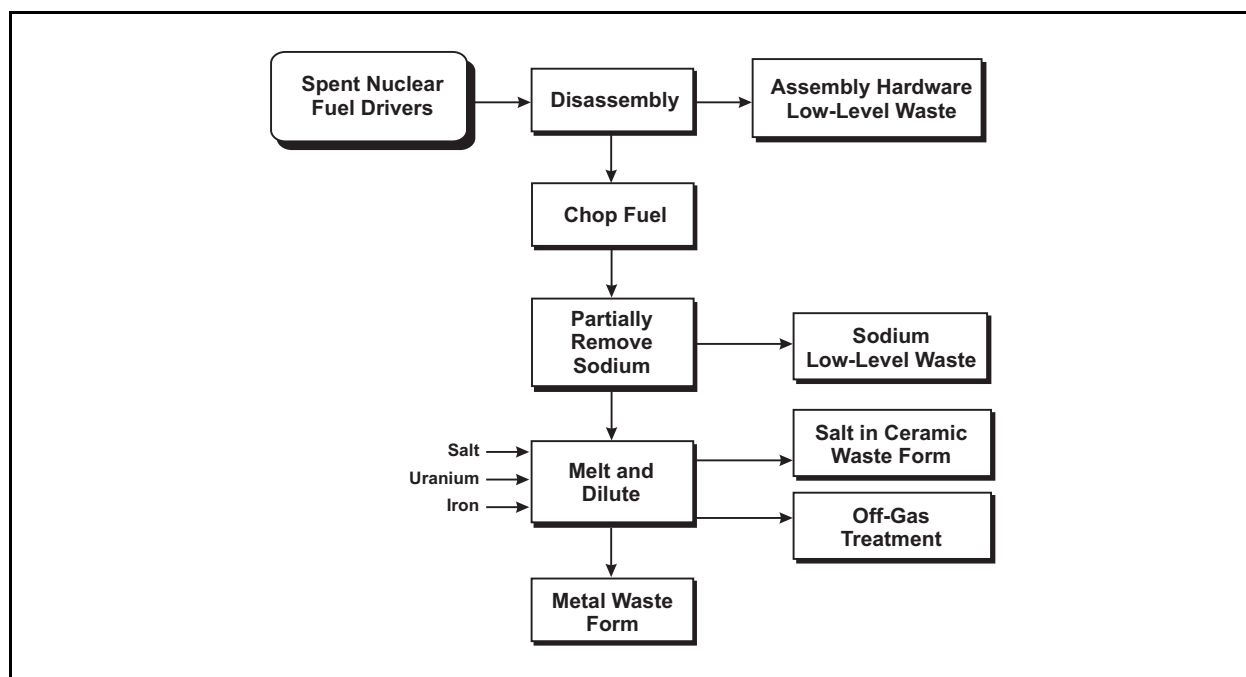 Spent Nuclear
Fuel Drivers
Disassembly
Assembly Hardware
Low-Level Waste
Chop Fuel
Partially
Remove
Sodium
Sodium
Low-Level Waste
Salt
Uranium
Iron
Melt and
Dilute
Salt in Ceramic
Waste Form
Off-Gas
Treatment
Metal Waste
Form